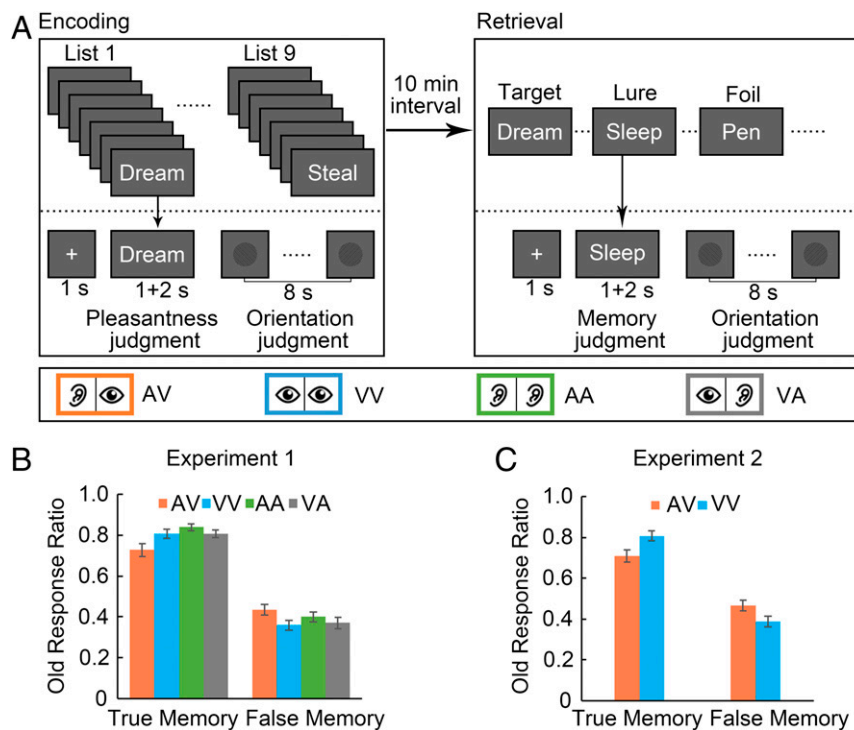 A
Encoding
Retrieval
List 1
List 9
......
Dream
Steal
10 min
interval
Target
Lure
Foil
Dream
Sleep
Pen
+
Dream
.....
1 s
1+2 s
8 s
Pleasantness
judgment
Orientation
judgment
+
Sleep
.....
1 s
1+2 s
8 s
Memory
judgment
Orientation
judgment
AV
VV
AA
VA
B
Experiment 1
Old Response Ratio
1.0
0.8
0.6
0.4
0.2
0
AV VV AA VA
True Memory False Memory
C
Experiment 2
Old Response Ratio
1.0
0.8
0.6
0.4
0.2
0
AV VV
True Memory False Memory